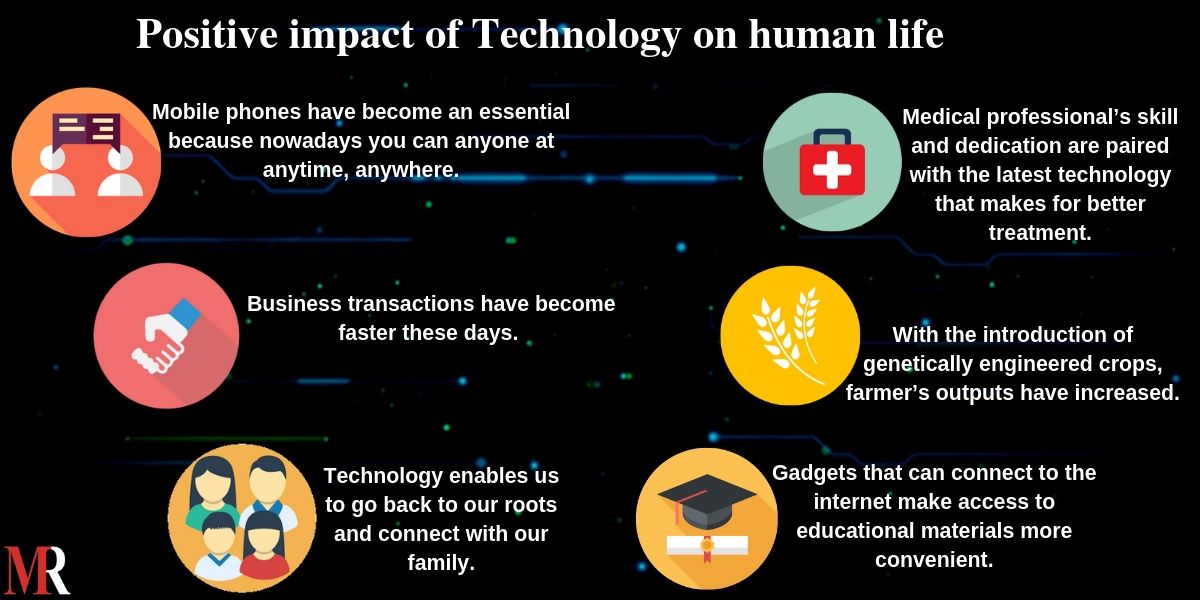 Positive impact of Technology on human life
Mobile phones have become an essential
because nowadays you can anyone at
anytime, anywhere.
Medical professional’s skill
and dedication are paired
with the latest technology
that makes for better
treatment.
Business transactions have become
faster these days.
With the introduction of
genetically engineered crops,
farmer’s outputs have increased.
Technology enables us
to go back to our roots
and connect with our
family.
Gadgets that can connect to the
internet make access to
educational materials more
convenient.
MR